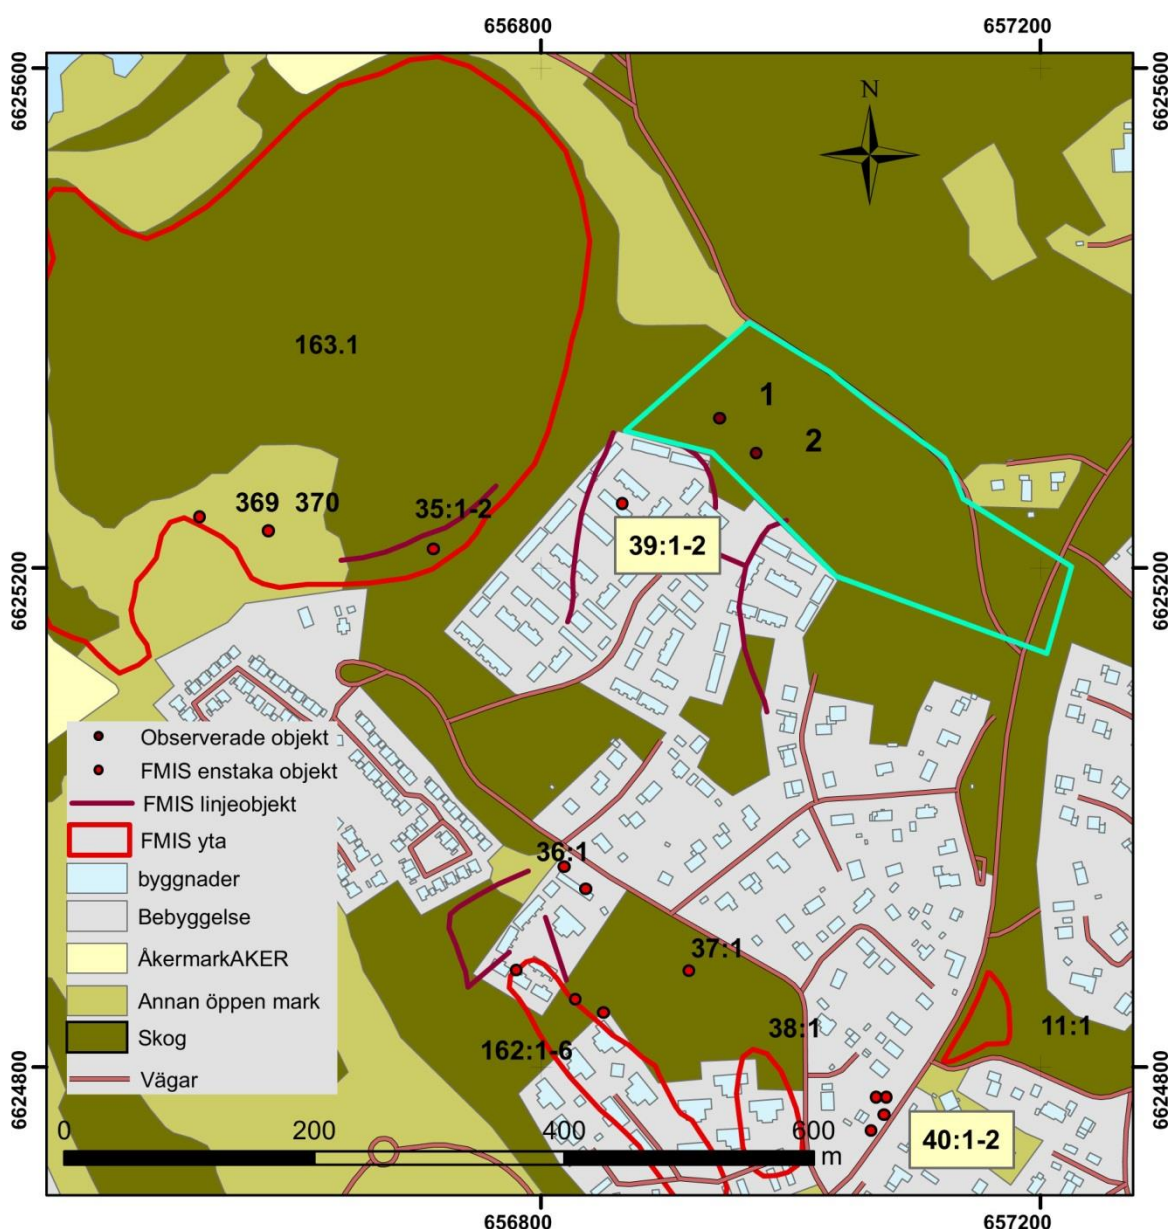 656800 657200
6625600 6625600
N
163.1
1
2
369 370
35:1-2
39:1-2
6625200 6625200
Observerade objekt
FMIS enstaka objekt
FMIS linjeobjekt
FMIS yta
byggnader
Bebyggelse
ÅkermarkAKER
Annan öppen mark
Skog
Vägar
36:1
37:1
38:1
11:1
162:1-6
40:1-2
6624800 6624800
0 200 400 600
m
656800 657200